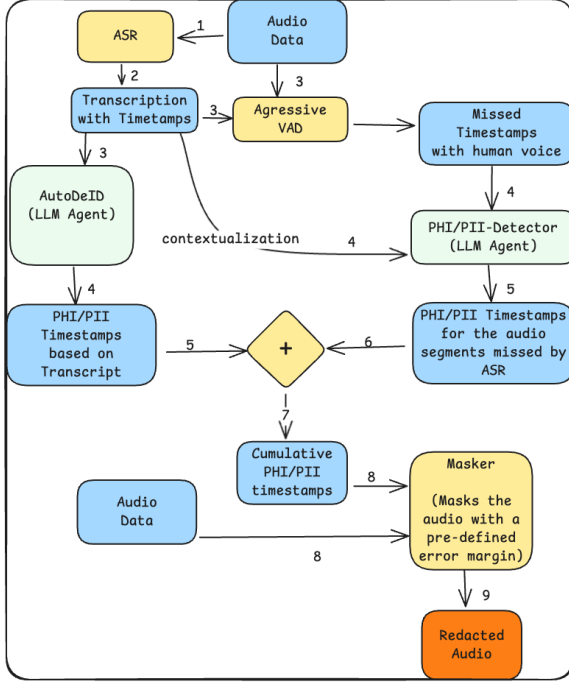 Audio
Data
1
ASR
2
3
Transcription
with Timetamps
3
Agressive
VAD
Missed
Timestamps
with human voice
3
AutoDeID
(LLM Agent)
4
contextualization
4
PHI/PII-Detector
(LLM Agent)
4
5
PHI/PII
Timestamps
based on
Transcript
5
+
6
PHI/PII Timestamps
for the audio
segments missed by
ASR
7
Cumulative
PHI/PII
timestamps
8
Masker
(Masks the
audio with a
pre-defined
error margin)
Audio
Data
8
9
Redacted
Audio